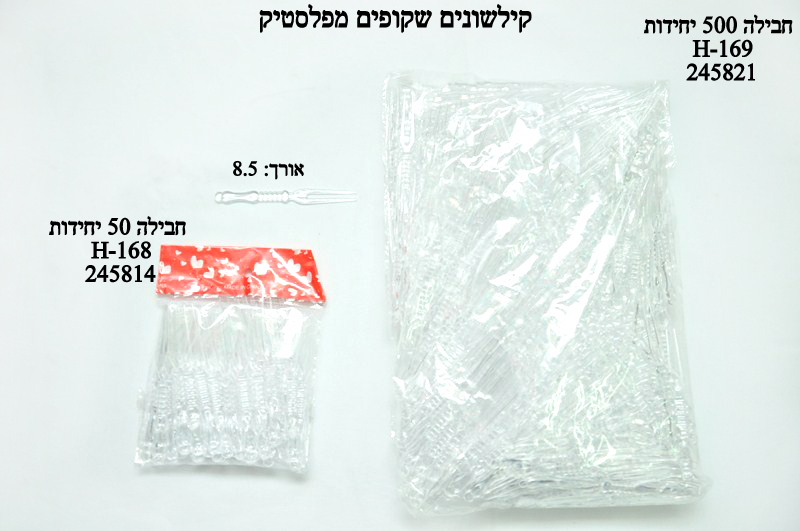 קילשונים שקופים מפלסטיק
חבילה 500 יחידות
H-169
245821
אורך: 8.5
חבילה 50 יחידות
H-168
245814